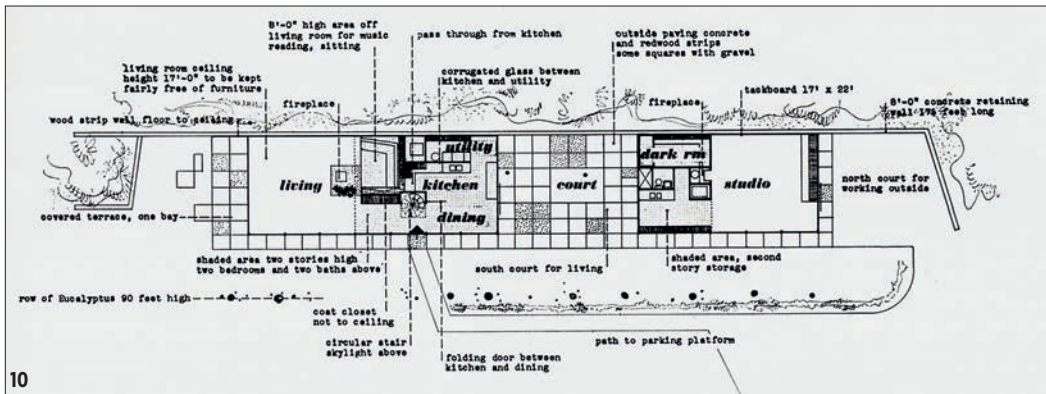 8'-0" high area off
living room for music
reading, sitting
pass through from kitchen
outside paving concrete
and redwood strips
some squares with gravel
living room ceiling
height 17'-0" to be kept
fairly free of furniture
corrugated glass between
kitchen and utility
tackboard 17' x 22'
fireplace
fireplace
8'-0" concrete retaining
wall 175 feet long
wood strip wall floor to ceiling
utility
dark rm
living
kitchen
court
studio
north court for
working outside
dining
covered terrace, one bay
shaded area two stories high
two bedrooms and two baths above
south court for living
shaded area, second
story storage
row of Eucalyptus 90 feet high
coat closet
not to ceiling
circular stair
skylight above
folding door between
kitchen and dining
path to parking platform
10